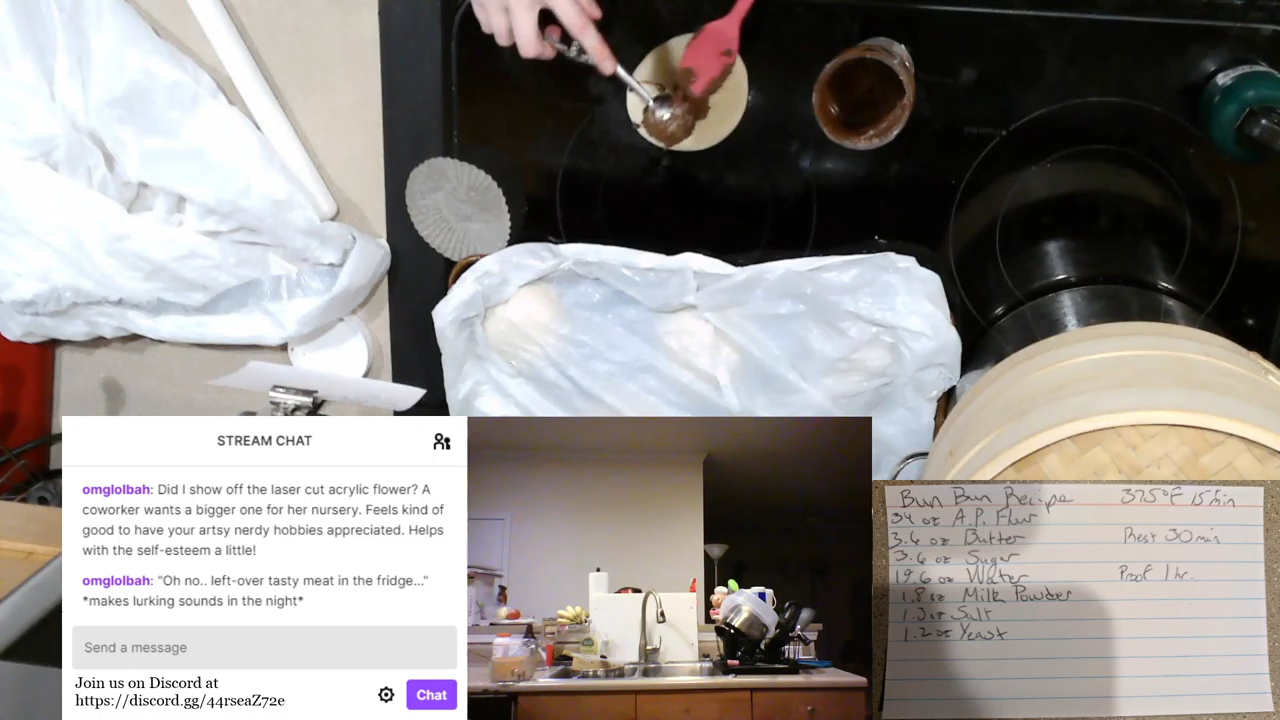 STREAM CHAT
omglolbah: Did I show off the laser cut acrylic flower? A
coworker wants a bigger one for her nursery. Feels kind of
good to have your artsy nerdy hobbies appreciated. Helps
with the self-esteem a little!
omglolbah: "Oh no.. left-over tasty meat in the fridge..."
*makes lurking sounds in the night*
Send a message
Join us on Discord at
https://discord.gg/44rseaZ72e
Chat
Bun Bun Recipe 375°F 15 min
34 oz A.P. Flour
3.6 oz Butter Rest 30 min
3.6 oz Sugar
19.6 oz Water Proof 1 hr.
1.8 oz Milk Powder
oz Salt
1.2 oz Yeast